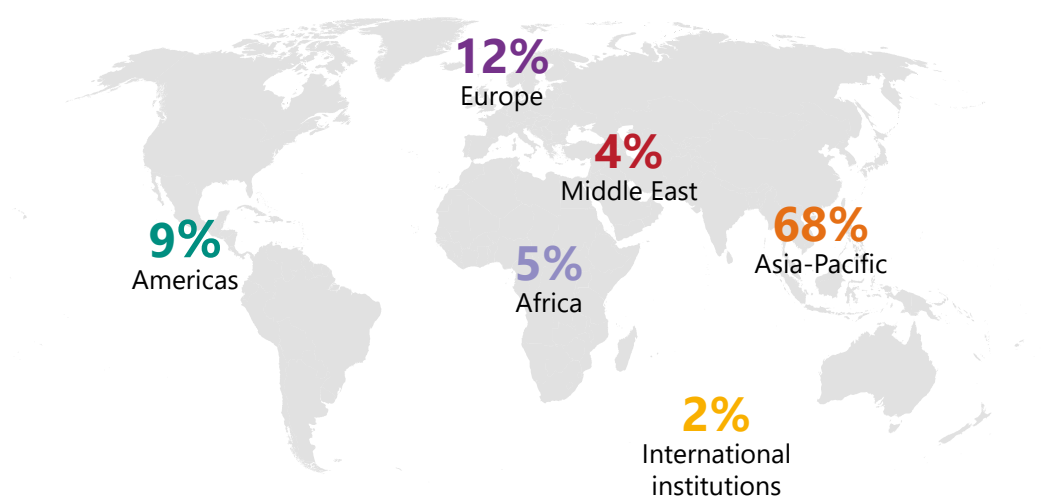 12%
Europe
4%
Middle East
68%
Asia-Pacific
9%
Americas
5%
Africa
2%
International
institutions